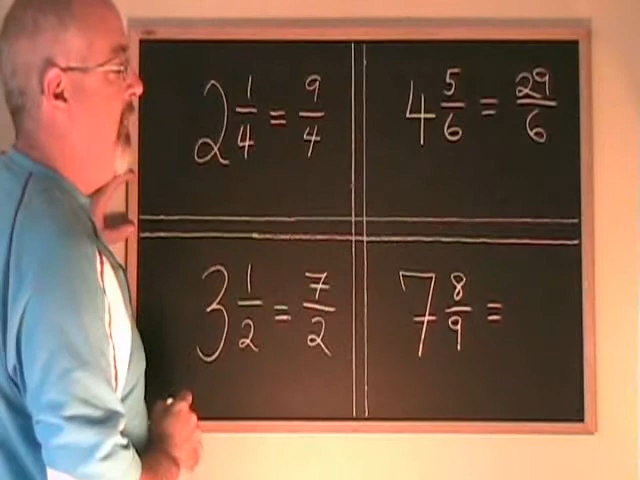 2 1/4 = 9/4
4 5/6 = 29/6
3 1/2 = 7/2
7 8/9 =